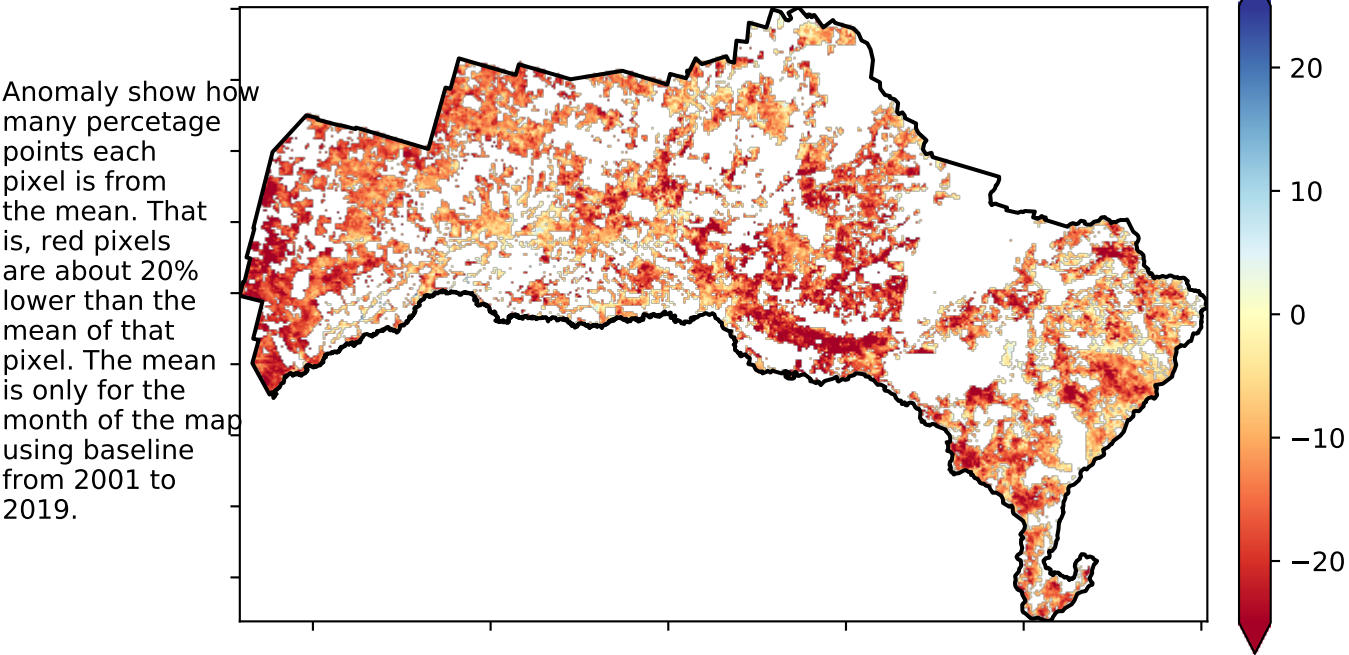 Anomaly show how
many percetage
points each
pixel is from
the mean. That
is, red pixels
are about 20%
lower than the
mean of that
pixel. The mean
is only for the
month of the map
using baseline
from 2001 to
2019.
20
10
0
−10
−20